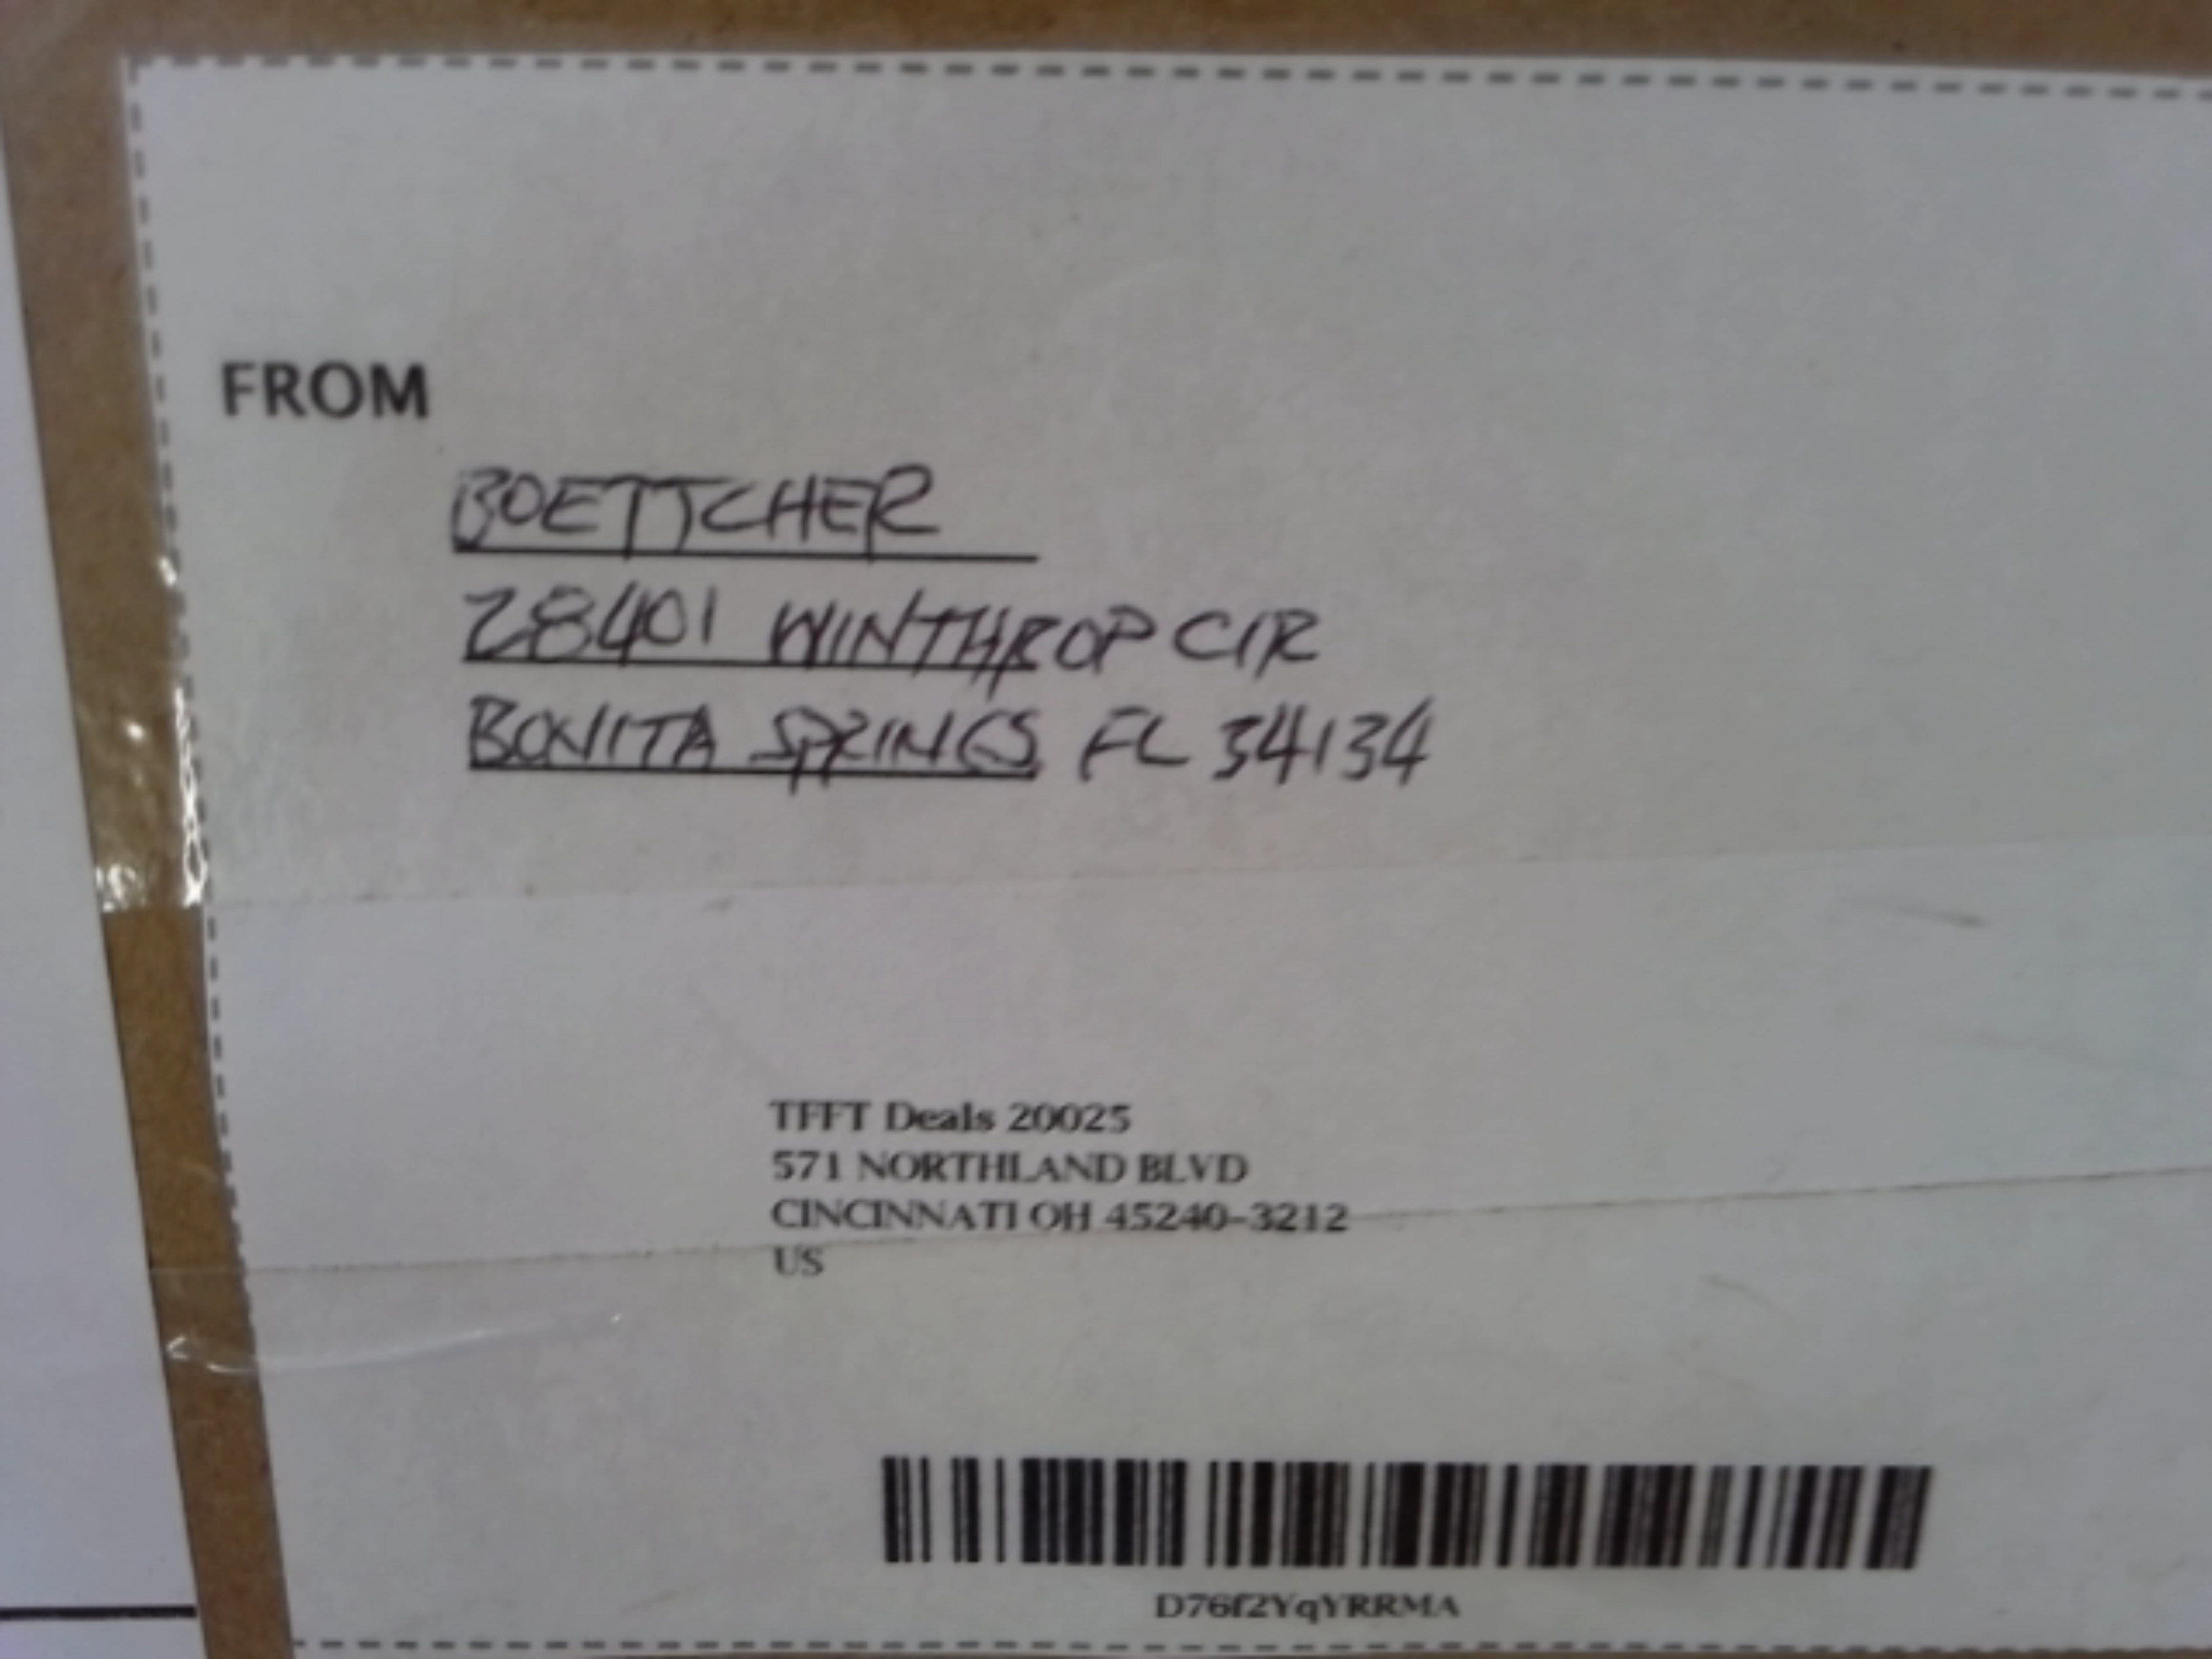 FROM
BOETTCHER
28401 WINTHROP CIR
BONITA SPRINGS FL 34134
TFFT Deals 20025
571 NORTHLAND BLVD
CINCINNATI OH 45240-3212
US
D76f2YqYRRMA